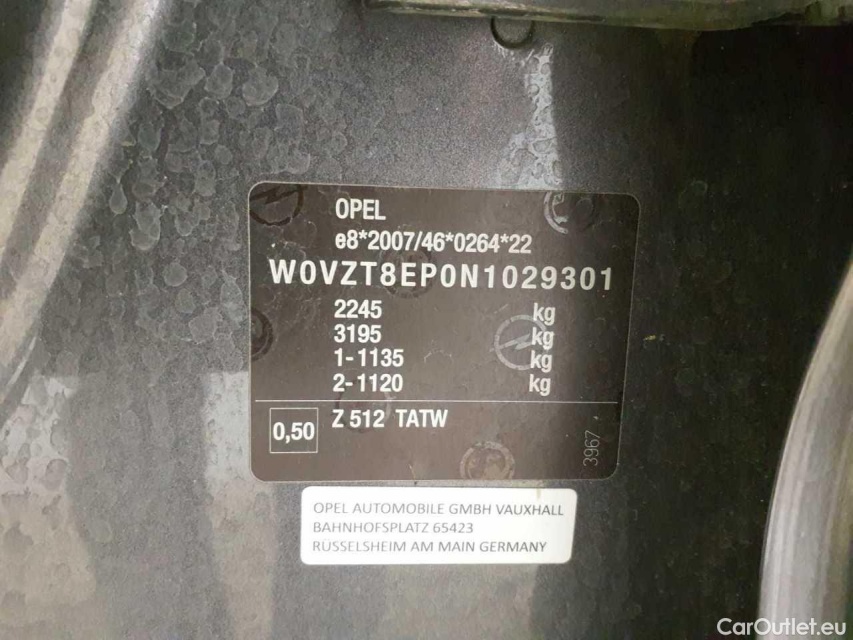 OPEL
e8*2007/46*0264*22
W0VZT8EP0N1029301
2245 kg
3195 kg
1-1135 kg
2-1120 kg
0,50 Z 512 TATW
3967
OPEL AUTOMOBILE GMBH VAUXHALL
BAHNHOFSPLATZ 65423
RÜSSELSHEIM AM MAIN GERMANY
CarOutlet.eu